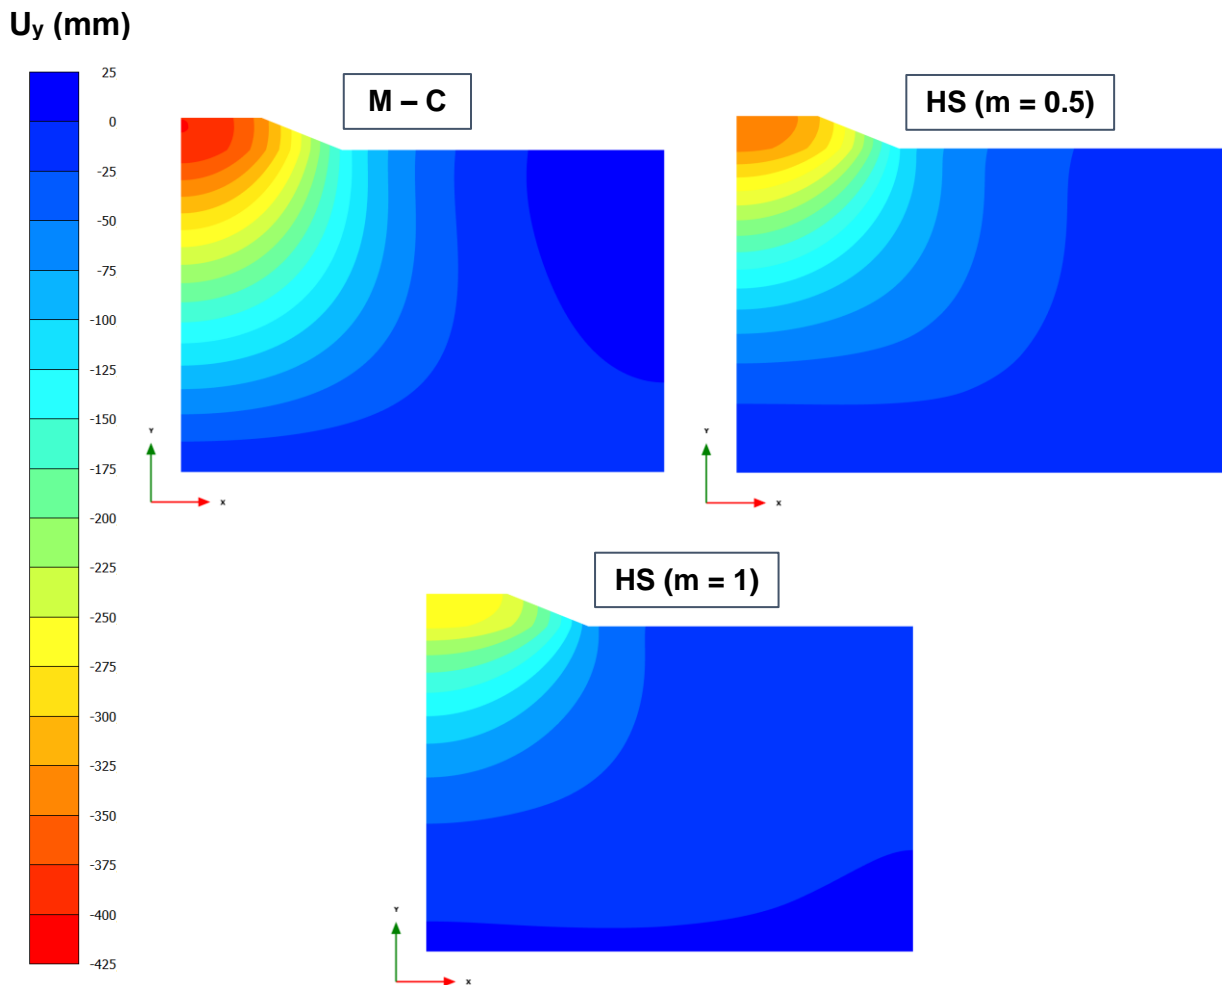 Uy (mm)
M – C
HS (m = 0.5)
25
0
-25
-50
-75
-100
-125
-150
-175
-200
-225
-250
-275
-300
-325
-350
-375
-400
-425
Y
X
Y
X
HS (m = 1)
Y
X